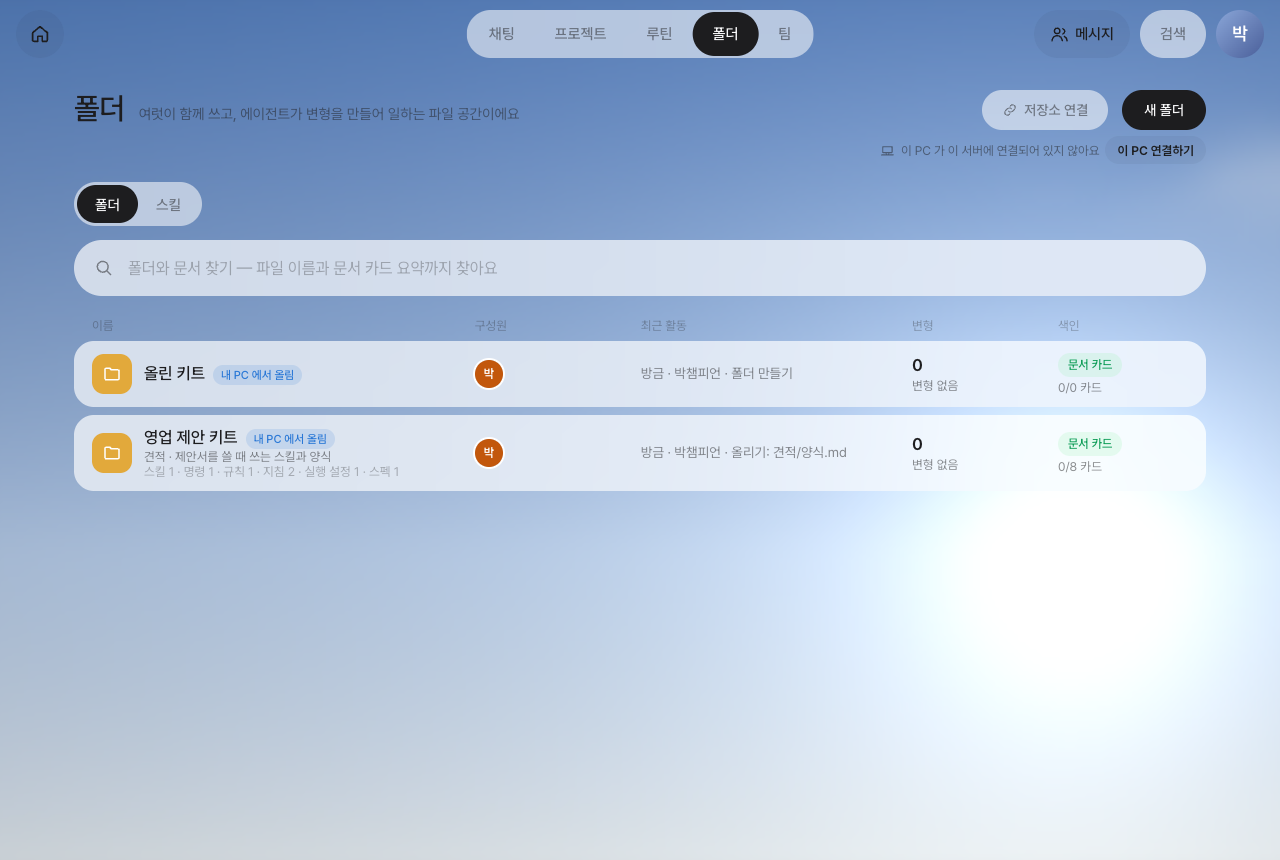 채팅 프로젝트 루틴 폴더 팀 메시지 검색 박
폴더 여럿이 함께 쓰고, 에이전트가 변형을 만들어 일하는 파일 공간이에요 저장소 연결 새 폴더
이 PC 가 이 서버에 연결되어 있지 않아요 이 PC 연결하기
폴더 스킬
폴더와 문서 찾기 — 파일 이름과 문서 카드 요약까지 찾아요
이름 구성원 최근 활동 변형 색인
올린 키트 내 PC 에서 올림 박 방금 · 박챔피언 · 폴더 만들기 0 문서 카드
변형 없음 0/0 카드
영업 제안 키트 내 PC 에서 올림 0 문서 카드
견적 · 제안서를 쓸 때 쓰는 스킬과 양식 박 방금 · 박챔피언 · 올리기: 견적/양식.md
스킬 1 · 명령 1 · 규칙 1 · 지침 2 · 실행 설정 1 · 스펙 1 변형 없음 0/8 카드